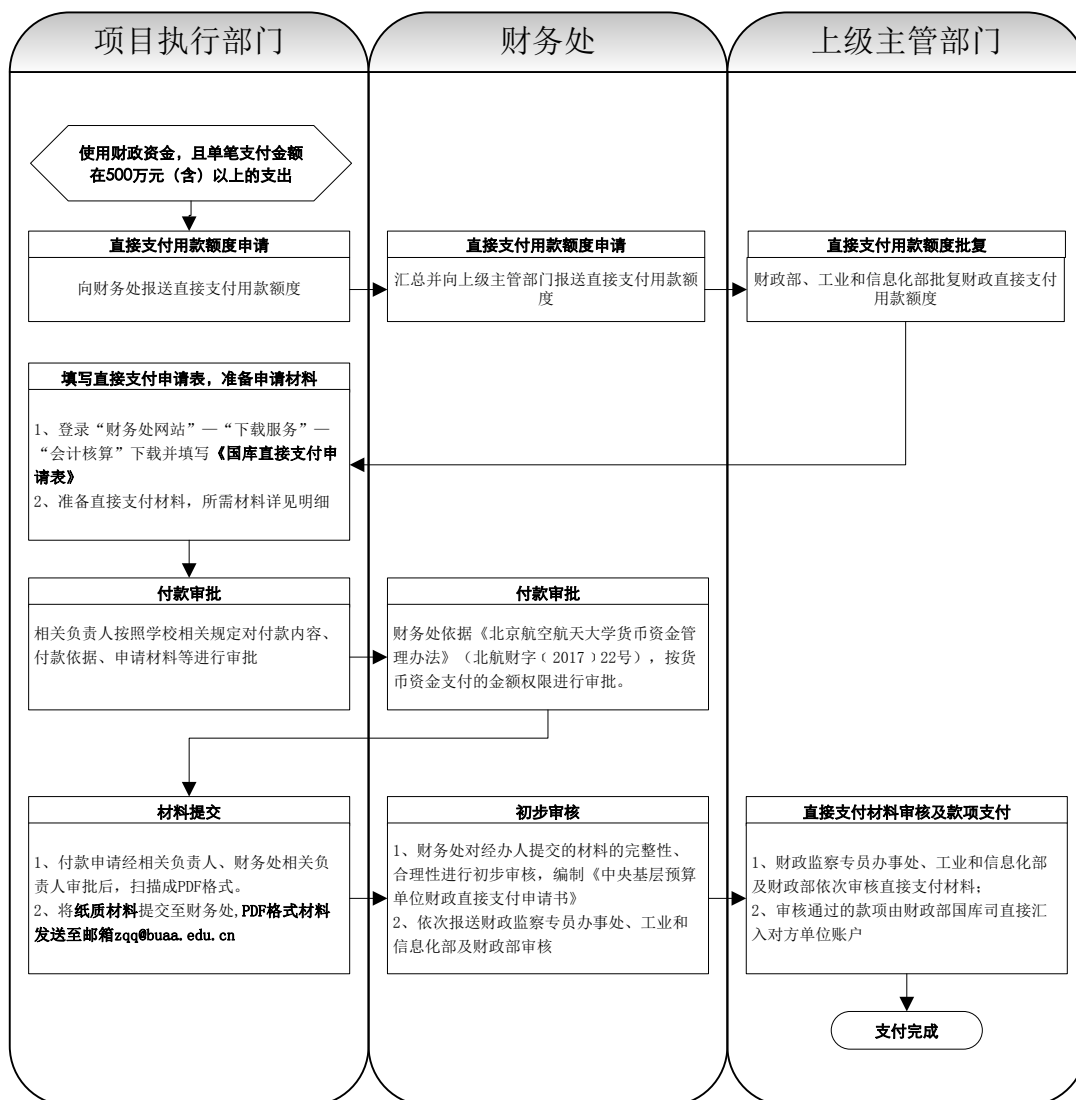 项目执行部门
财务处
上级主管部门
使用财政资金，且单笔支付金额
在500万元（含）以上的支出
直接支付用款额度申请
向财务处报送直接支付用款额度
直接支付用款额度申请
汇总并向上级主管部门报送直接支付用款额
度
直接支付用款额度批复
财政部、工业和信息化部批复财政直接支付
用款额度
填写直接支付申请表，准备申请材料
1、登录“财务处网站”—“下载服务”—
“会计核算”下载并填写《国库直接支付申
请表》
2、准备直接支付材料，所需材料详见明细
付款审批
相关负责人按照学校相关规定对付款内容、
付款依据、申请材料等进行审批
付款审批
财务处依据《北京航空航天大学货币资金管
理办法》（北航财字﹝2017﹞22号），按货
币资金支付的金额权限进行审批。
材料提交
1、付款申请经相关负责人、财务处相关负
责人审批后，扫描成PDF格式。
2、将纸质材料提交至财务处,PDF格式材料
发送至邮箱zqq@buaa.edu.cn
初步审核
1、财务处对经办人提交的材料的完整性、
合理性进行初步审核，编制《中央基层预算
单位财政直接支付申请书》
2、依次报送财政监察专员办事处、工业和
信息化部及财政部审核
直接支付材料审核及款项支付
1、财政监察专员办事处、工业和信息化部
及财政部依次审核直接支付材料；
2、审核通过的款项由财政部国库司直接汇
入对方单位账户
支付完成